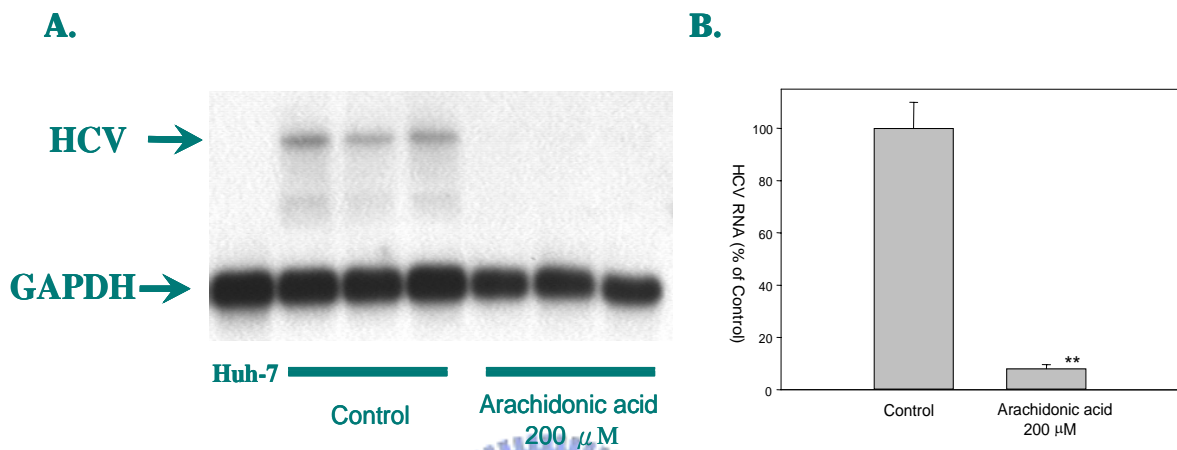 A.
HCV
GAPDH
Huh-7
Control
Arachidonic acid
200 μM
B.
HCV RNA (% of Control)
100
80
60
40
20
0
**
Control
Arachidonic acid
200 μM